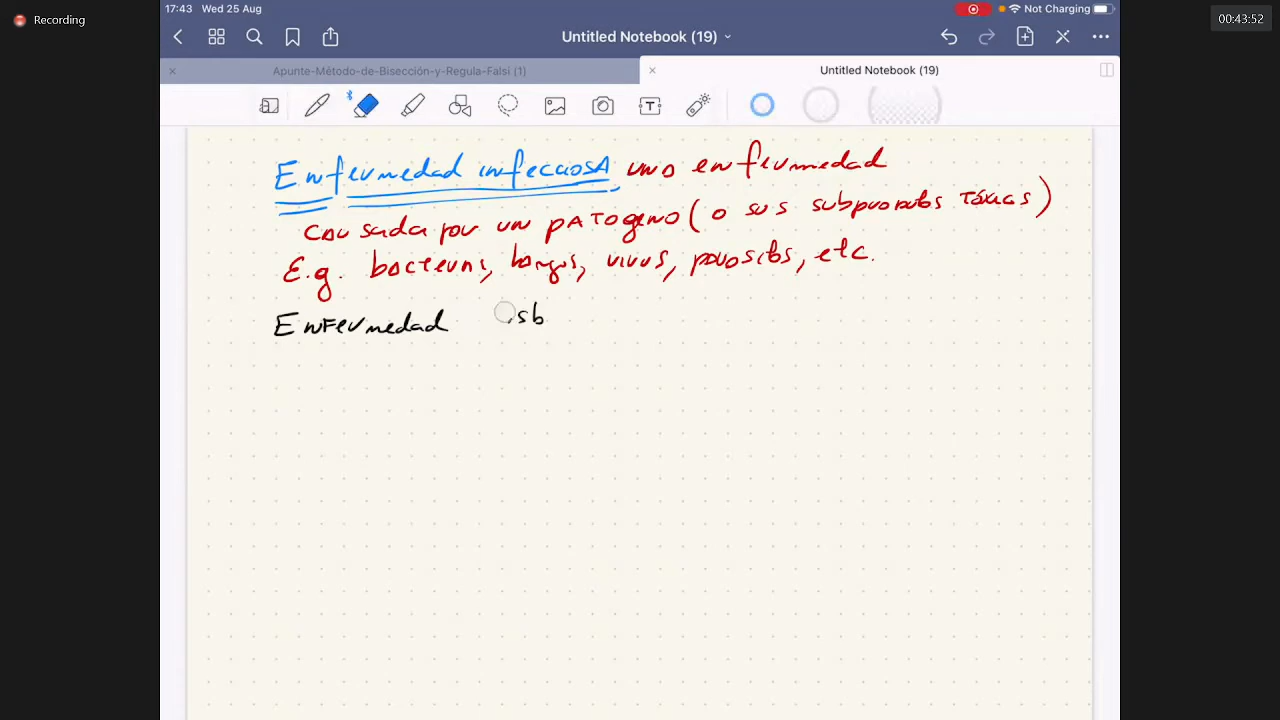 Recording
17:43 Wed 25 Aug
Not Charging
00:43:52
Untitled Notebook (19)
Apunte-Método-de-Bisección-y-Regula-Falsi (1)
Untitled Notebook (19)
Enfermedad infecciosa una enfermedad
causada por un patogeno (o sus subproductos tóxicos)
E.g. bacterias, hongos, virus, parasitos, etc.
Enfermedad sb